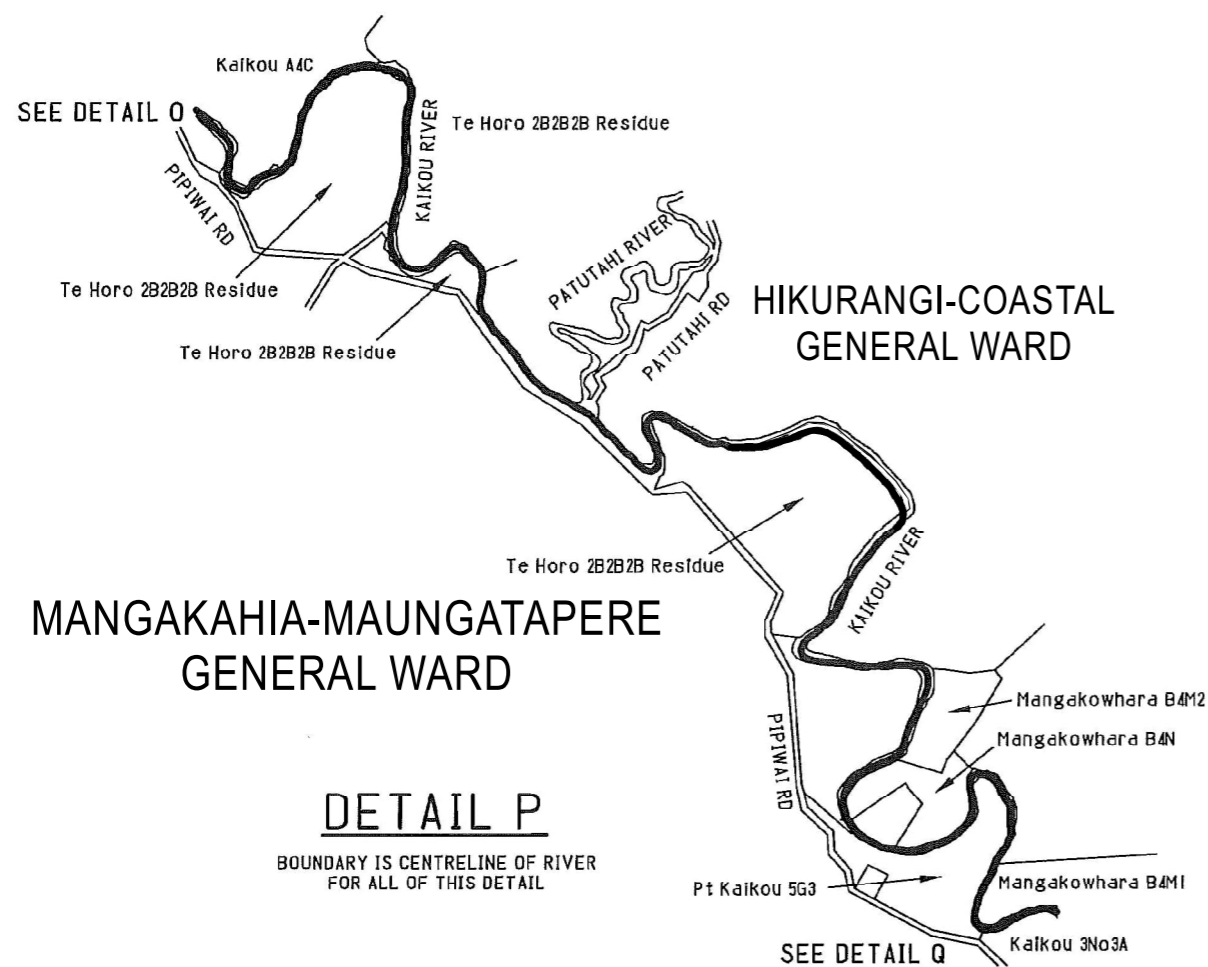 Kaikou A4C
SEE DETAIL O
Te Horo 2B2B2B Residue
KAIKOU RIVER
PIPIWAI RD
PATUTAHI RIVER
Te Horo 2B2B2B Residue
HIKURANGI-COASTAL
GENERAL WARD
PATUTAHI RD
Te Horo 2B2B2B Residue
Te Horo 2B2B2B Residue
KAIKOU RIVER
MANGAKAHIA-MAUNGATAPERE
GENERAL WARD
Mangakowhara B4M2
Mangakowhara B4N
PIPIWAI RD
DETAIL P
BOUNDARY IS CENTRELINE OF RIVER
FOR ALL OF THIS DETAIL
Pt Kaikou 5G3
Mangakowhara B4M1
Kaikou 3No3A
SEE DETAIL Q